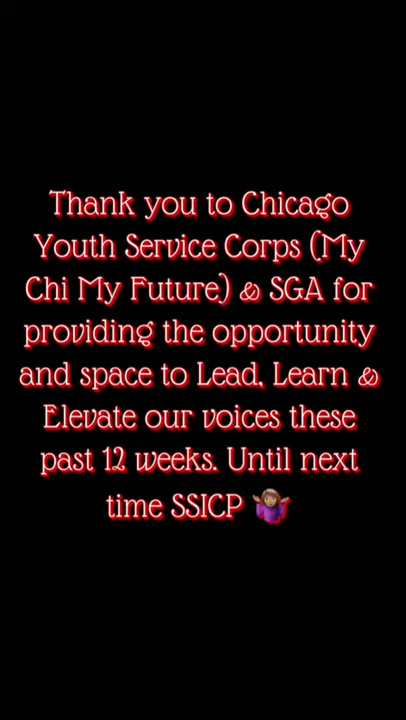 Thank you to Chicago
Youth Service Corps (My
Chi My Future) & SGA for
providing the opportunity
and space to Lead, Learn &
Elevate our voices these
past 12 weeks. Until next
time SSICP 🤷🏽‍♀️